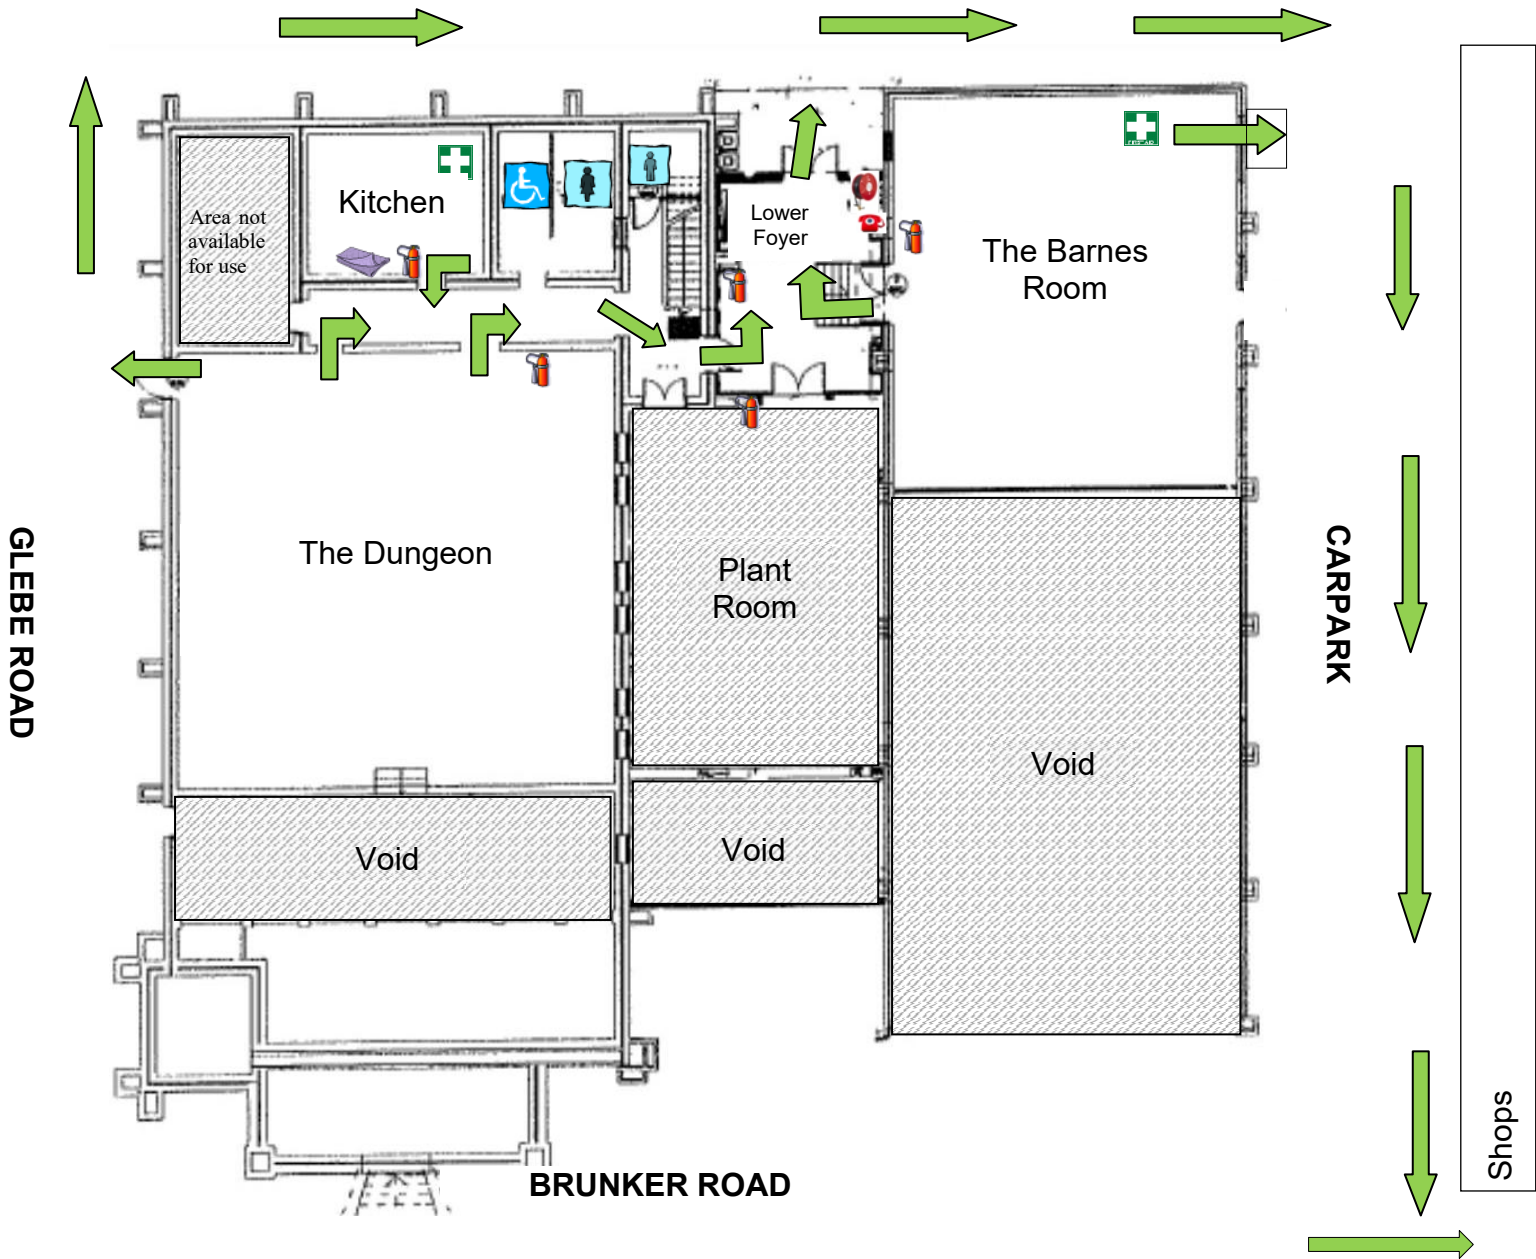 Area not
available
for use
Kitchen
Lower
Foyer
The Barnes
Room
The Dungeon
Plant
Room
GLEBE ROAD
CARPARK
Void
Void
Void
Shops
BRUNKER ROAD